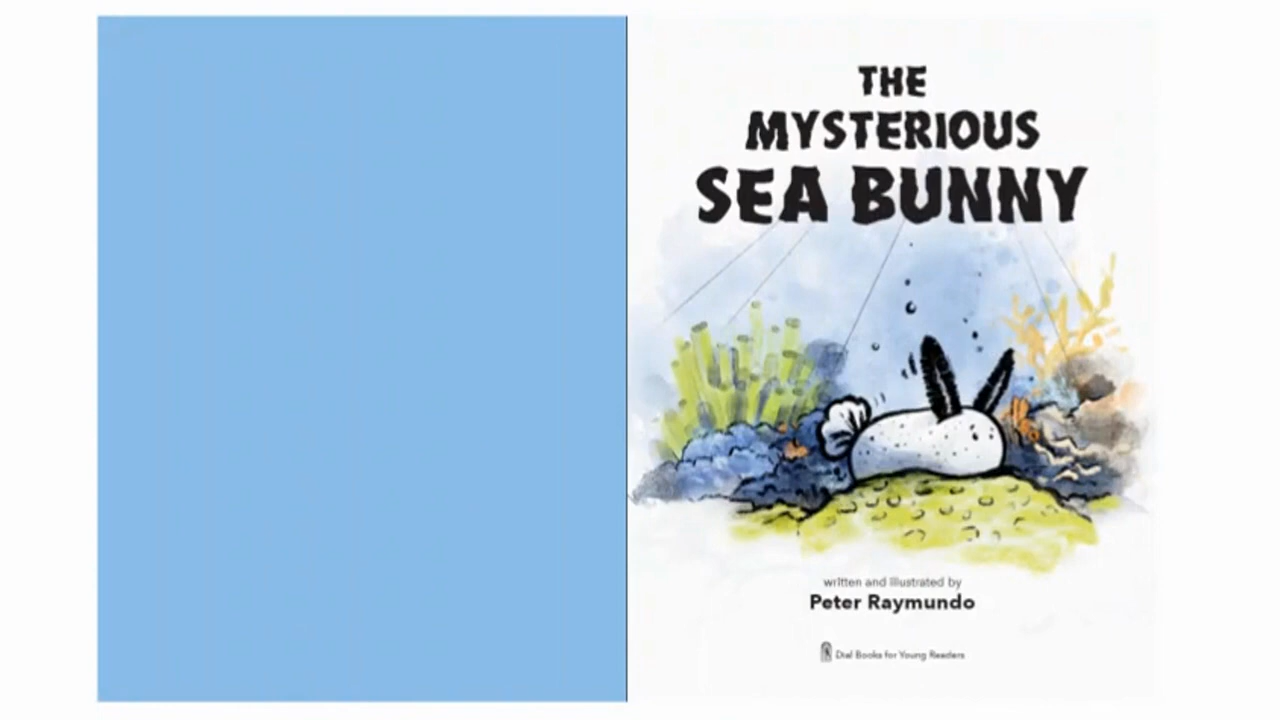 THE
MYSTERIOUS
SEA BUNNY
written and illustrated by
Peter Raymundo
Dial Books for Young Readers